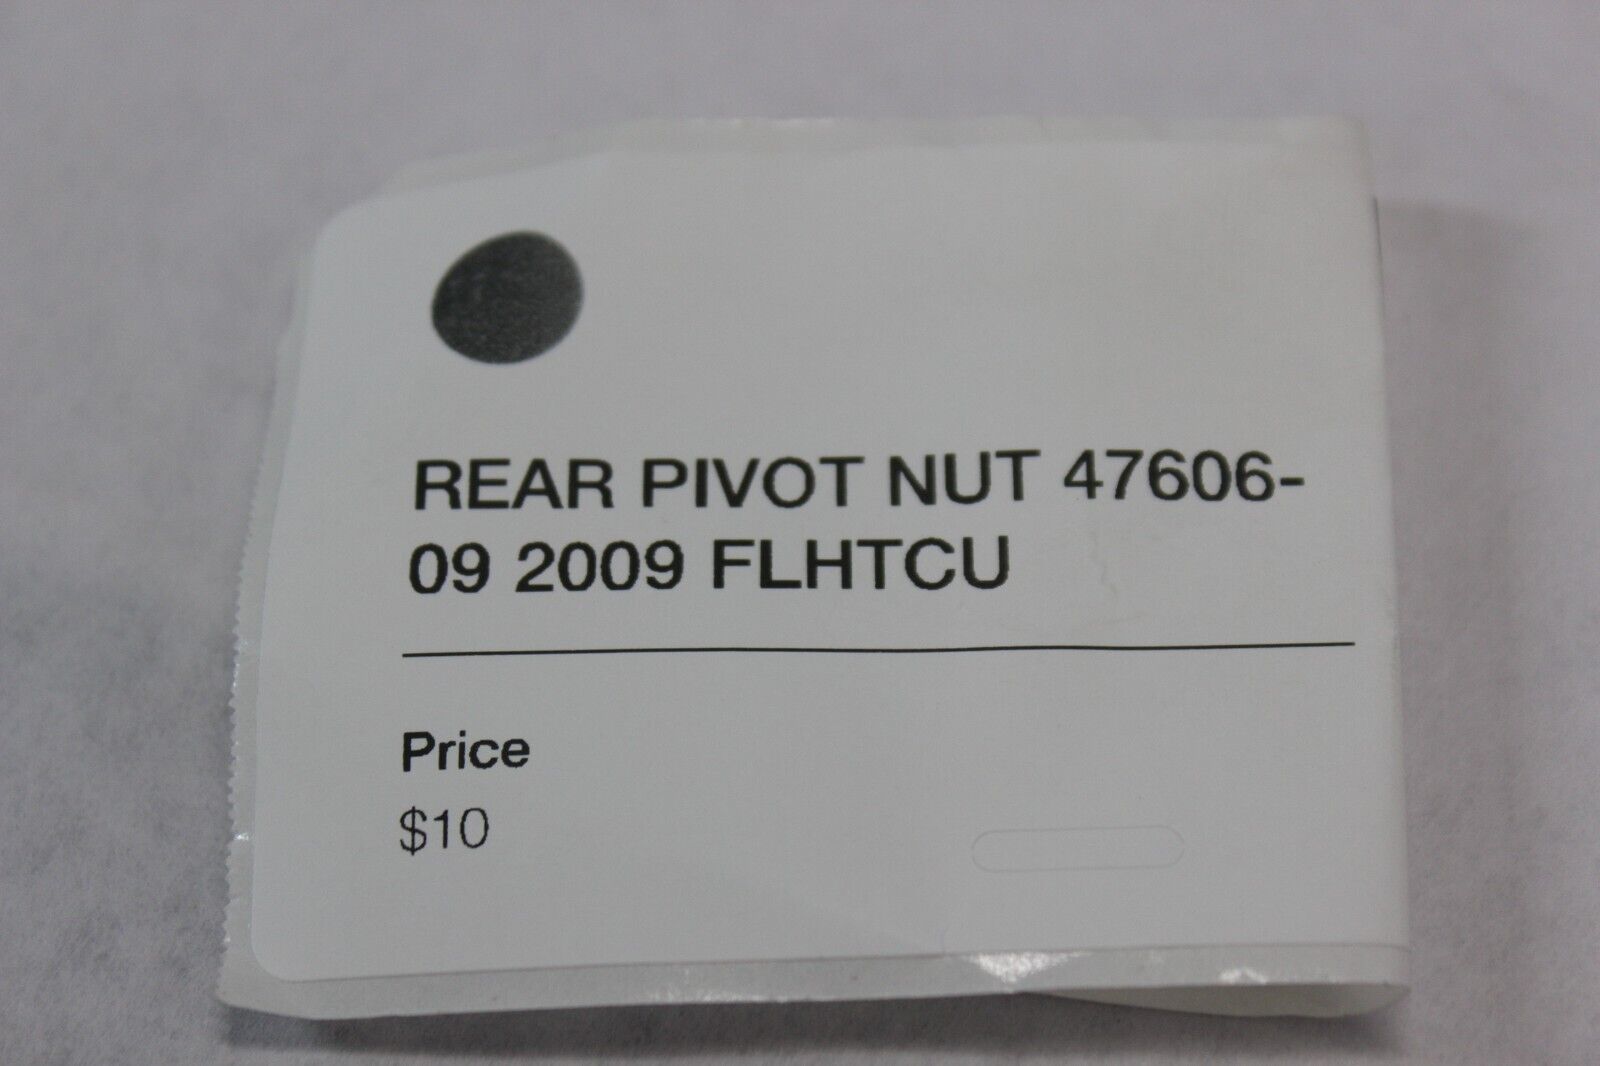 REAR PIVOT NUT 47606-
09 2009 FLHTCU
Price
$10